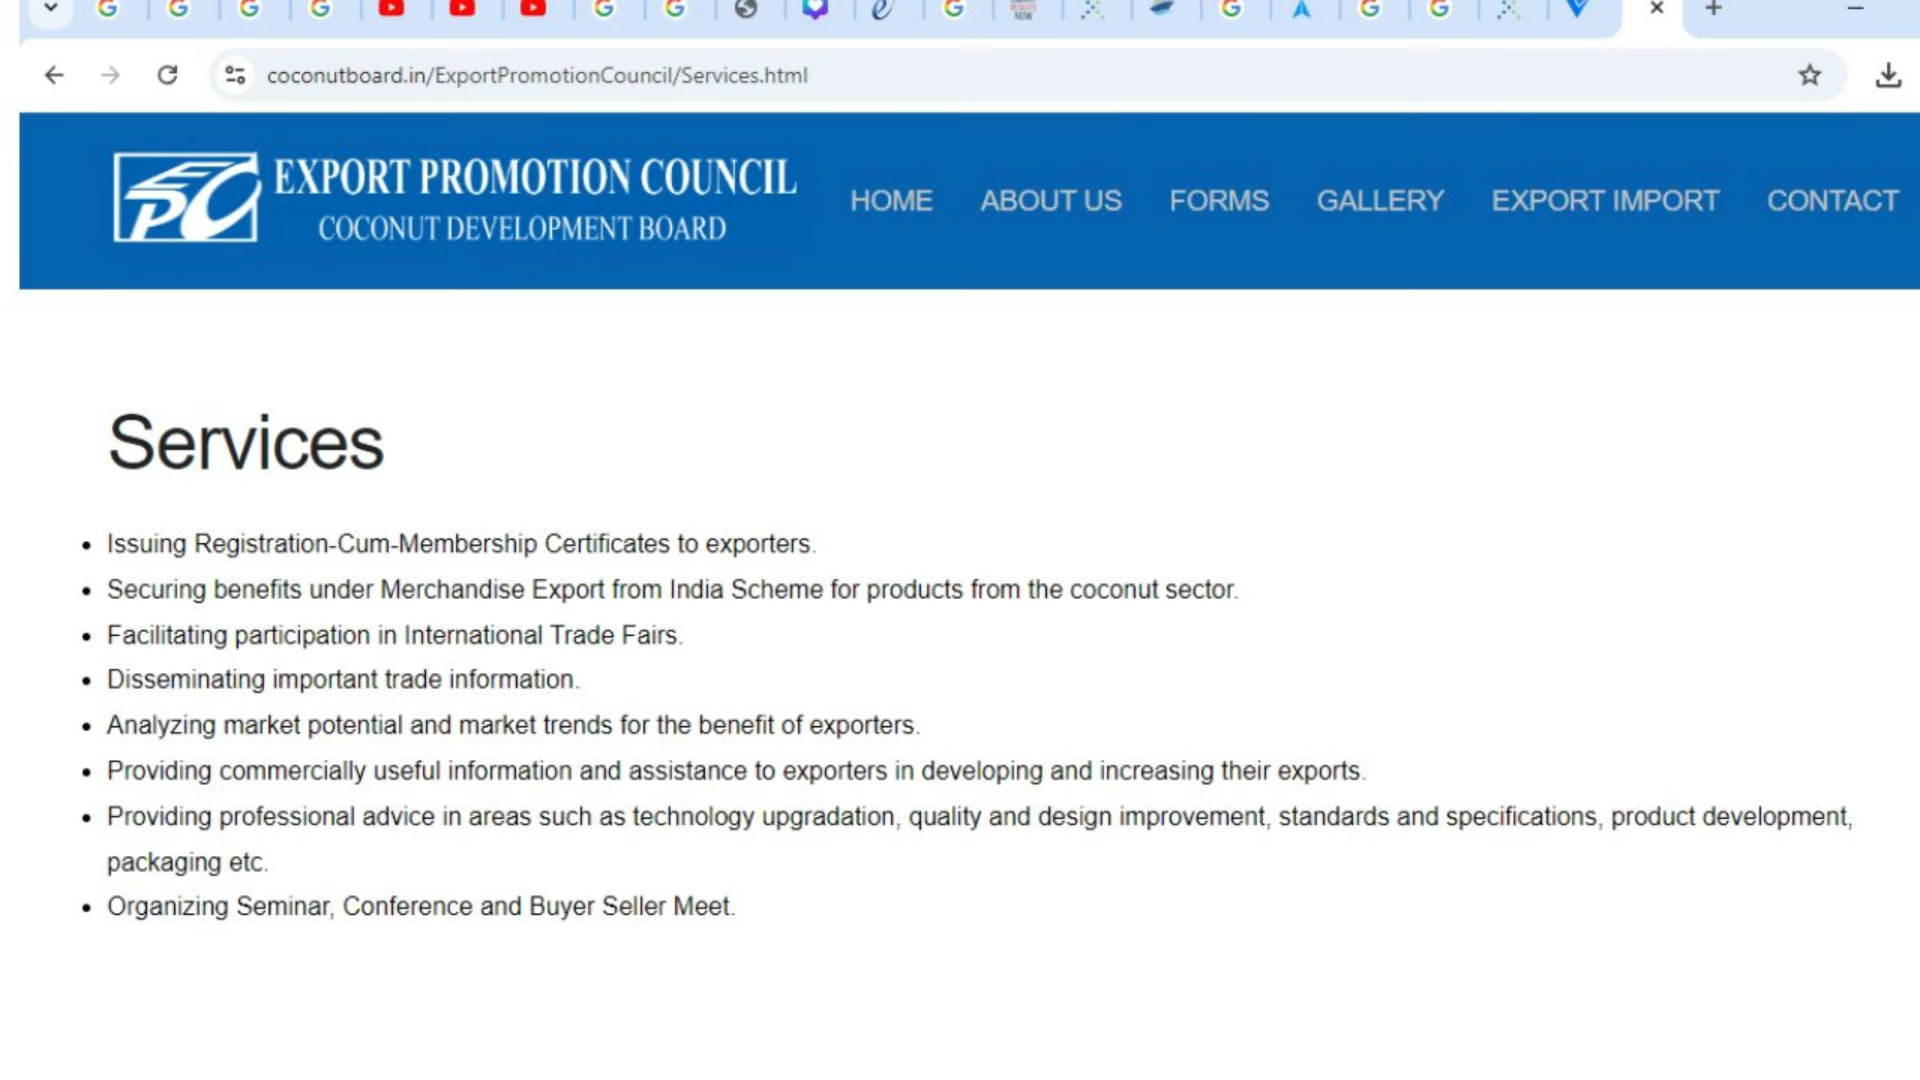 coconutboard.in/ExportPromotionCouncil/Services.html
EPC
EXPORT PROMOTION COUNCIL
COCONUT DEVELOPMENT BOARD
HOME
ABOUT US
FORMS
GALLERY
EXPORT IMPORT
CONTACT
Services
• Issuing Registration-Cum-Membership Certificates to exporters.
• Securing benefits under Merchandise Export from India Scheme for products from the coconut sector.
• Facilitating participation in International Trade Fairs.
• Disseminating important trade information.
• Analyzing market potential and market trends for the benefit of exporters.
• Providing commercially useful information and assistance to exporters in developing and increasing their exports.
• Providing professional advice in areas such as technology upgradation, quality and design improvement, standards and specifications, product development,
packaging etc.
• Organizing Seminar, Conference and Buyer Seller Meet.